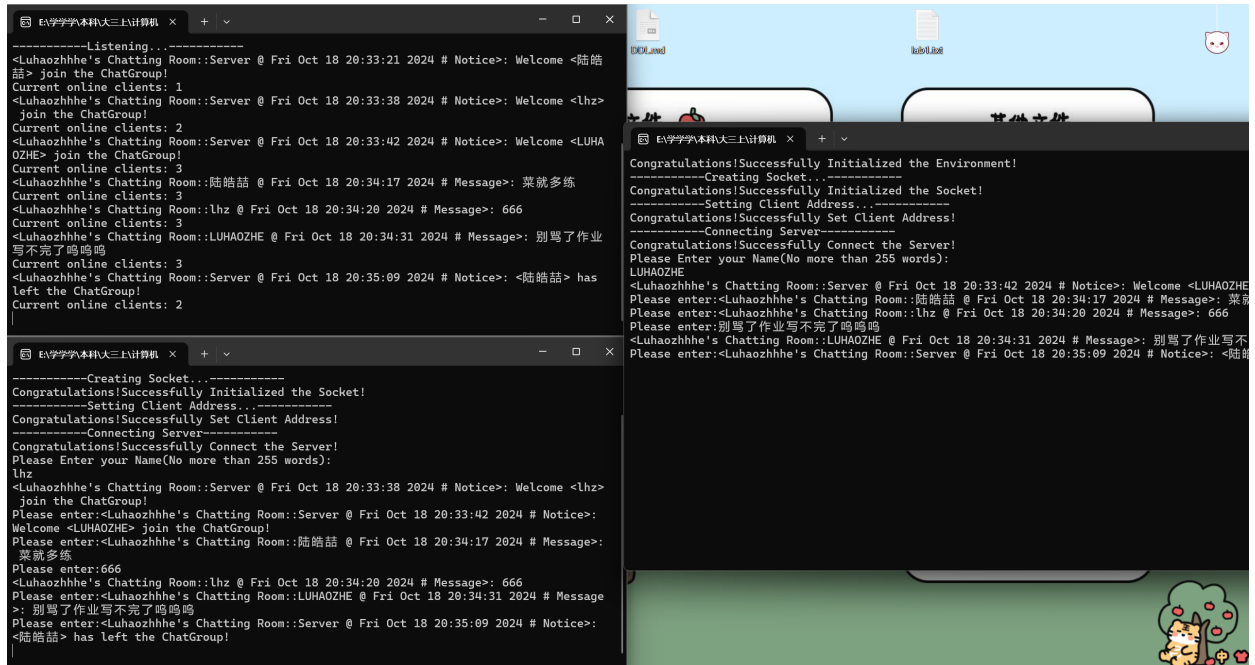 E:\学学学\本科\大三上\计算机
-----------Listening...-----------
<Luhaozhhhe's Chatting Room::Server @ Fri Oct 18 20:33:21 2024 # Notice>: Welcome <陆皓
喆> join the ChatGroup!
Current online clients: 1
<Luhaozhhhe's Chatting Room::Server @ Fri Oct 18 20:33:38 2024 # Notice>: Welcome <lhz>
 join the ChatGroup!
Current online clients: 2
<Luhaozhhhe's Chatting Room::Server @ Fri Oct 18 20:33:42 2024 # Notice>: Welcome <LUHA
OZHE> join the ChatGroup!
Current online clients: 3
<Luhaozhhhe's Chatting Room::陆皓喆 @ Fri Oct 18 20:34:17 2024 # Message>: 菜就多练
Current online clients: 3
<Luhaozhhhe's Chatting Room::lhz @ Fri Oct 18 20:34:20 2024 # Message>: 666
Current online clients: 3
<Luhaozhhhe's Chatting Room::LUHAOZHE @ Fri Oct 18 20:34:31 2024 # Message>: 别骂了作业
写不完了呜呜呜
Current online clients: 3
<Luhaozhhhe's Chatting Room::Server @ Fri Oct 18 20:35:09 2024 # Notice>: <陆皓喆> has
left the ChatGroup!
Current online clients: 2
E:\学学学\本科\大三上\计算机
-----------Creating Socket...-----------
Congratulations!Successfully Initialized the Socket!
-----------Setting Client Address...-----------
Congratulations!Successfully Set Client Address!
-----------Connecting Server-----------
Congratulations!Successfully Connect the Server!
Please Enter your Name(No more than 255 words):
lhz
<Luhaozhhhe's Chatting Room::Server @ Fri Oct 18 20:33:38 2024 # Notice>: Welcome <lhz>
 join the ChatGroup!
Please enter:<Luhaozhhhe's Chatting Room::Server @ Fri Oct 18 20:33:42 2024 # Notice>:
Welcome <LUHAOZHE> join the ChatGroup!
Please enter:<Luhaozhhhe's Chatting Room::陆皓喆 @ Fri Oct 18 20:34:17 2024 # Message>:
 菜就多练
Please enter:666
<Luhaozhhhe's Chatting Room::lhz @ Fri Oct 18 20:34:20 2024 # Message>: 666
Please enter:<Luhaozhhhe's Chatting Room::LUHAOZHE @ Fri Oct 18 20:34:31 2024 # Message
>: 别骂了作业写不完了呜呜呜
Please enter:<Luhaozhhhe's Chatting Room::Server @ Fri Oct 18 20:35:09 2024 # Notice>:
<陆皓喆> has left the ChatGroup!
DDL.md
lab1.txt
文件
其他文件
E:\学学学\本科\大三上\计算机
Congratulations!Successfully Initialized the Environment!
-----------Creating Socket...-----------
Congratulations!Successfully Initialized the Socket!
-----------Setting Client Address...-----------
Congratulations!Successfully Set Client Address!
-----------Connecting Server-----------
Congratulations!Successfully Connect the Server!
Please Enter your Name(No more than 255 words):
LUHAOZHE
<Luhaozhhhe's Chatting Room::Server @ Fri Oct 18 20:33:42 2024 # Notice>: Welcome <LUHAOZHE
Please enter:<Luhaozhhhe's Chatting Room::陆皓喆 @ Fri Oct 18 20:34:17 2024 # Message>: 菜就
Please enter:<Luhaozhhhe's Chatting Room::lhz @ Fri Oct 18 20:34:20 2024 # Message>: 666
Please enter:别骂了作业写不完了呜呜呜
<Luhaozhhhe's Chatting Room::LUHAOZHE @ Fri Oct 18 20:34:31 2024 # Message>: 别骂了作业写不
Please enter:<Luhaozhhhe's Chatting Room::Server @ Fri Oct 18 20:35:09 2024 # Notice>: <陆皓